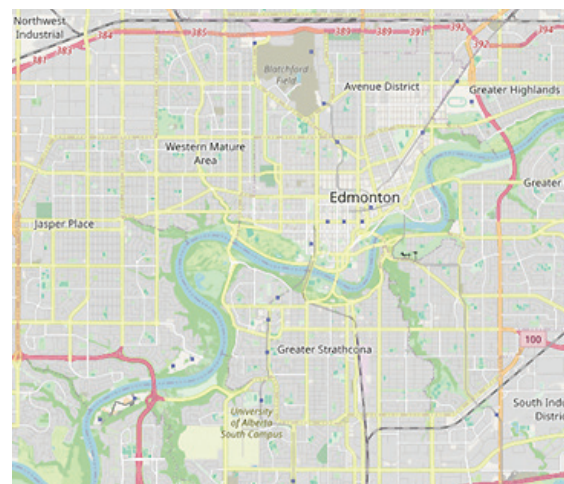 Northwest
Industrial
384
385
389
389
391
392
392
394
381
383
Blatchford
Field
Avenue District
Greater Highlands
Western Mature
Area
Edmonton
Greater
Jasper Place
100
Greater Strathcona
University
of Alberta
South Campus
South Indu
Distric